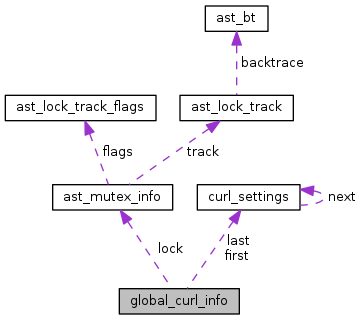 ast_bt
backtrace
ast_lock_track_flags
ast_lock_track
flags
track
ast_mutex_info
curl_settings
next
lock
last
first
global_curl_info